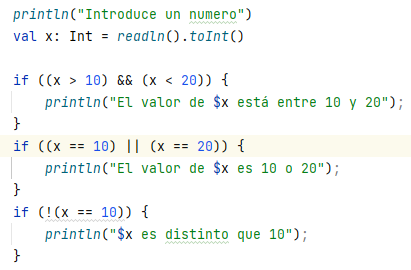 println("Introduce un numero")
val x: Int = readln().toInt()
if ((x > 10) && (x < 20)) {
println("El valor de $x está entre 10 y 20");
}
if ((x == 10) || (x == 20)) {
println("El valor de $x es 10 o 20");
}
if (!(x == 10)) {
println("$x es distinto que 10");
}